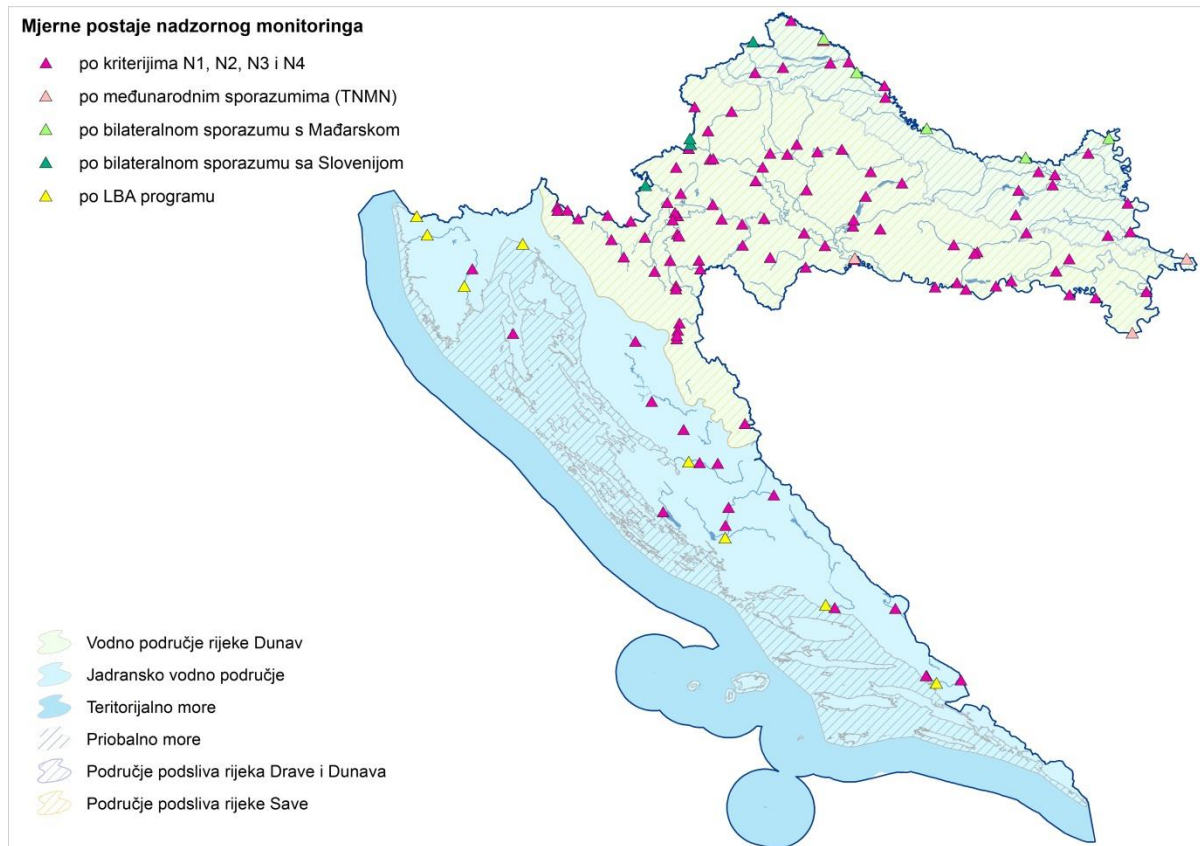 Mjerne postaje nadzornog monitoringa
po kriterijima N1, N2, N3 i N4
po međunarodnim sporazumima (TNMN)
po bilateralnom sporazumu s Mađarskom
po bilateralnom sporazumu sa Slovenijom
po LBA programu
Vodno područje rijeke Dunav
Jadransko vodno područje
Teritorijalno more
Priobalno more
Područje podsliva rijeka Drave i Dunava
Područje podsliva rijeke Save